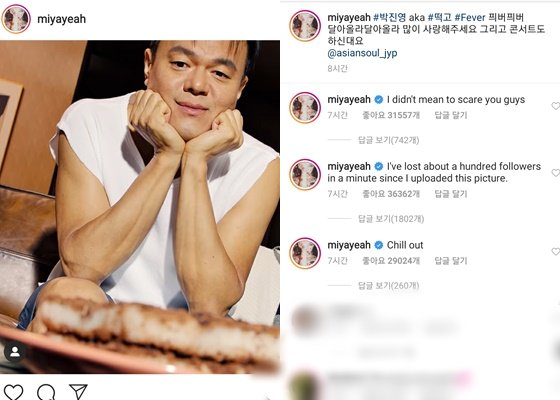 miyayeah
miyayeah #박진영 aka #떡고 #Fever 픠버픠버
달아올라달아올라 많이 사랑해주세요 그리고 콘서트도
하신대요
@asiansoul_jyp
8시간
miyayeah I didn't mean to scare you guys
7시간 좋아요 31557개 답글 달기
답글 보기(742개)
miyayeah I've lost about a hundred followers
in a minute since I uploaded this picture.
7시간 좋아요 36362개 답글 달기
답글 보기(1802개)
miyayeah Chill out
7시간 좋아요 29024개 답글 달기
답글 보기(260개)